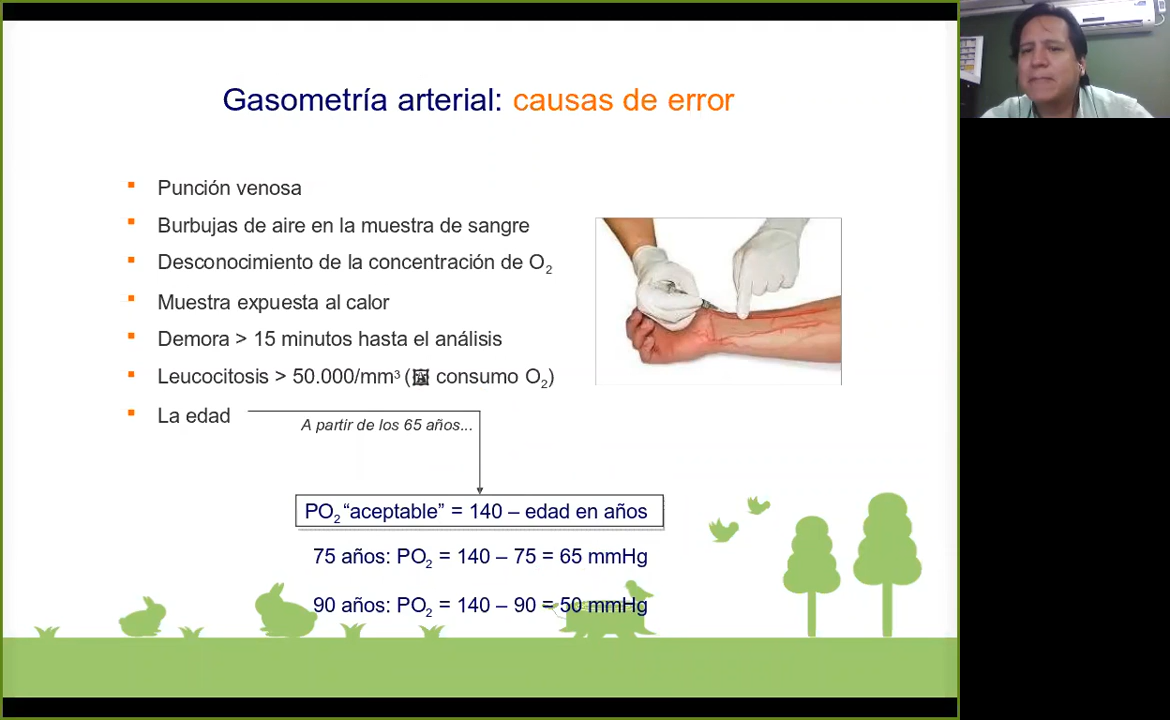 Gasometría arterial: causas de error
▪ Punción venosa
▪ Burbujas de aire en la muestra de sangre
▪ Desconocimiento de la concentración de O₂
▪ Muestra expuesta al calor
▪ Demora > 15 minutos hasta el análisis
▪ Leucocitosis > 50.000/mm³ ( consumo O₂)
▪ La edad
A partir de los 65 años...
PO₂ “aceptable” = 140 – edad en años
75 años: PO₂ = 140 – 75 = 65 mmHg
90 años: PO₂ = 140 – 90 = 50 mmHg